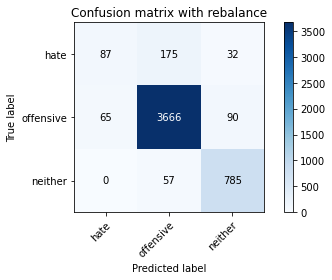 Confusion matrix with rebalance
True label
hate 87 175 32
offensive 65 3666 90
neither 0 57 785
hate offensive neither
Predicted label
3500
3000
2500
2000
1500
1000
500
0